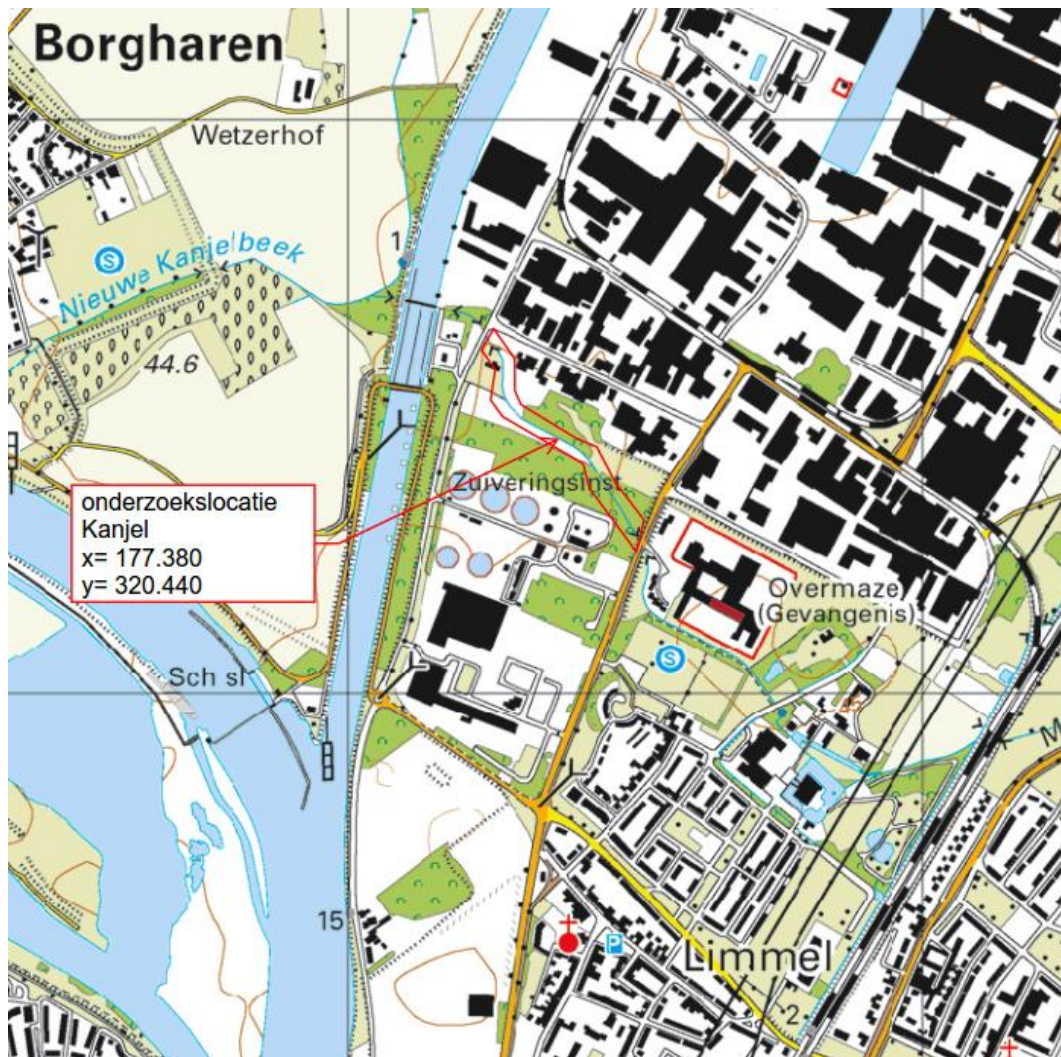 Borgharen
Wetzerhof
1
S
Nieuwe Kanjelbeek
44.6
Zuiveringsinst
onderzoekslocatie
Kanjel
x= 177.380
y= 320.440
Overmaze
(Gevangenis)
S
Sch sl
45
M
15
P
Limmel
2